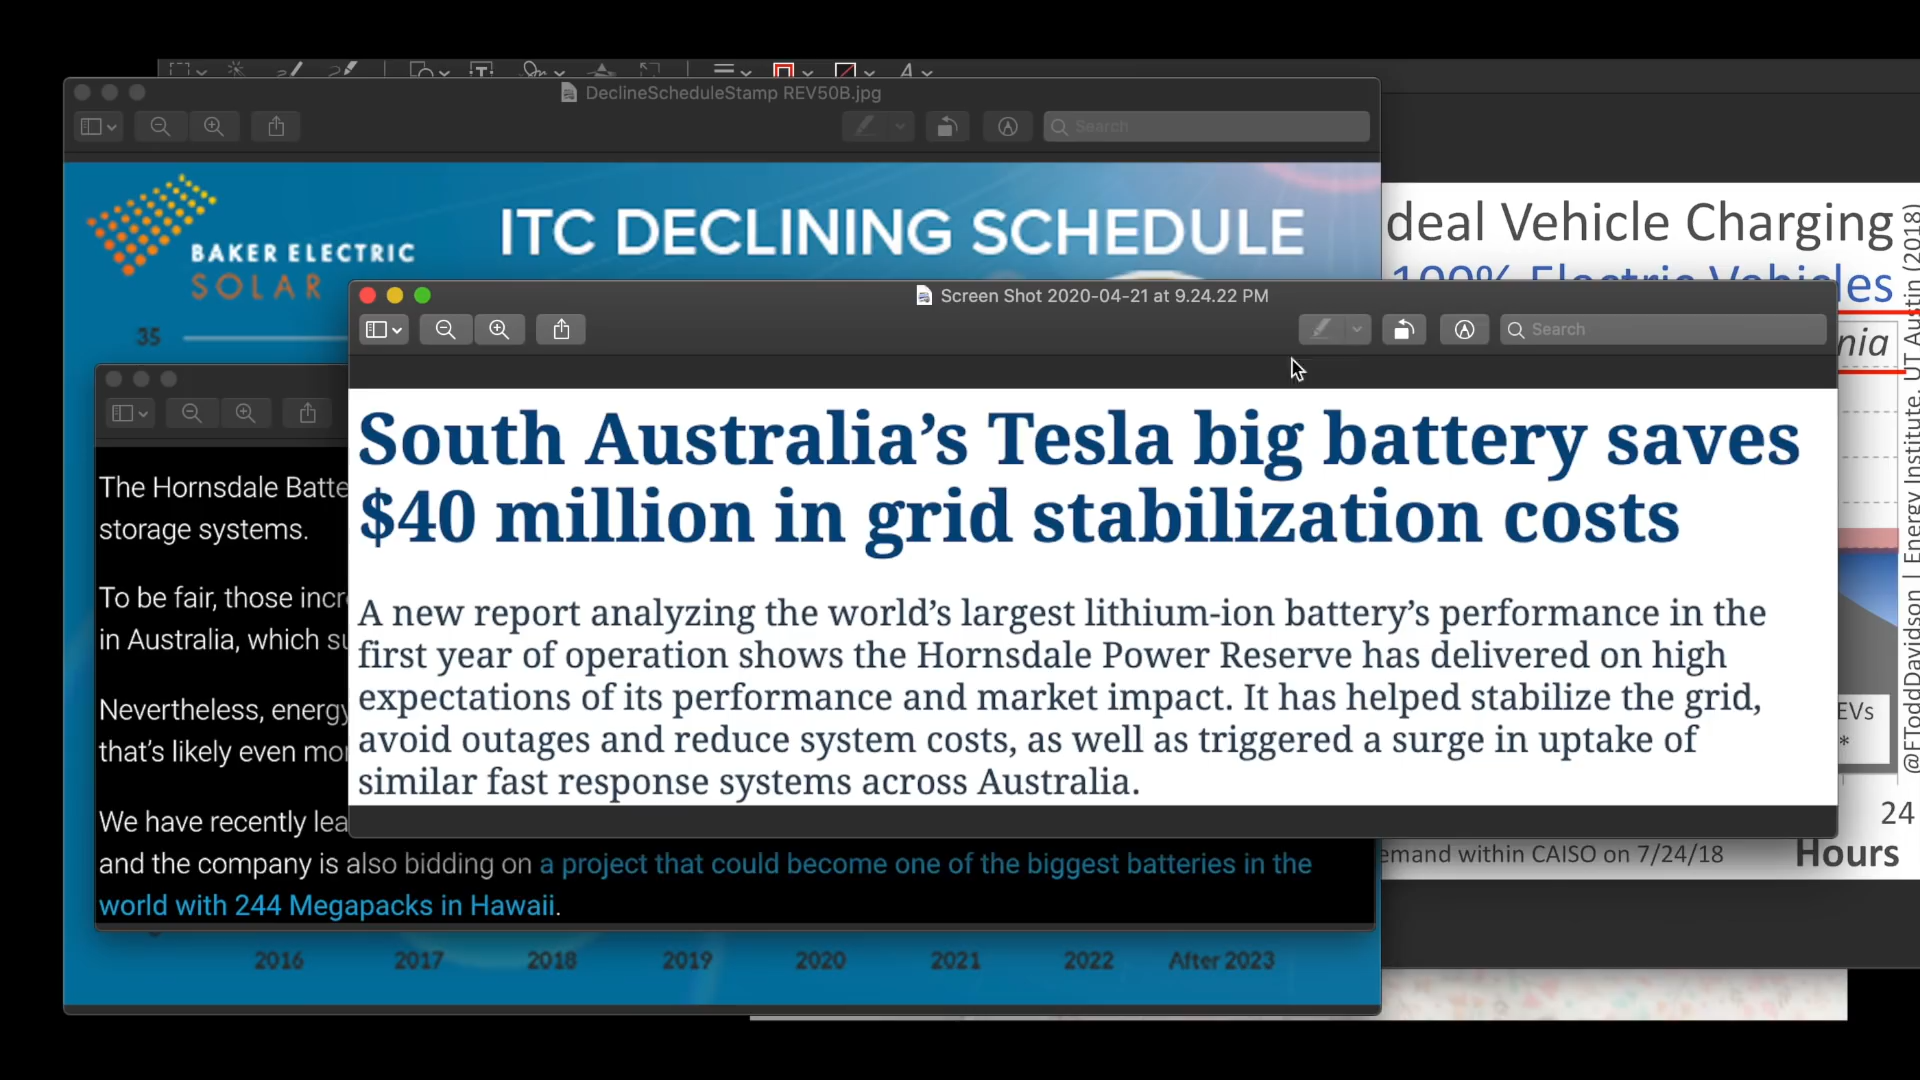 DeclineScheduleStamp REV50B.jpg
Search
BAKER ELECTRIC
SOLAR
ITC DECLINING SCHEDULE
35
deal Vehicle Charging
100% Electric Vehicles
nia
@FToddDavidson | Energy Institute, UT Austin (2018)
Screen Shot 2020-04-21 at 9.24.22 PM
Search
South Australia’s Tesla big battery saves
$40 million in grid stabilization costs
A new report analyzing the world’s largest lithium-ion battery’s performance in the
first year of operation shows the Hornsdale Power Reserve has delivered on high
expectations of its performance and market impact. It has helped stabilize the grid,
avoid outages and reduce system costs, as well as triggered a surge in uptake of
similar fast response systems across Australia.
The Hornsdale Batte
storage systems.
To be fair, those incr
in Australia, which su
Nevertheless, energy
that’s likely even mor
We have recently lea
and the company is also bidding on a project that could become one of the biggest batteries in the
world with 244 Megapacks in Hawaii.
EVs
*
24
emand within CAISO on 7/24/18
Hours
2016 2017 2018 2019 2020 2021 2022 After 2023